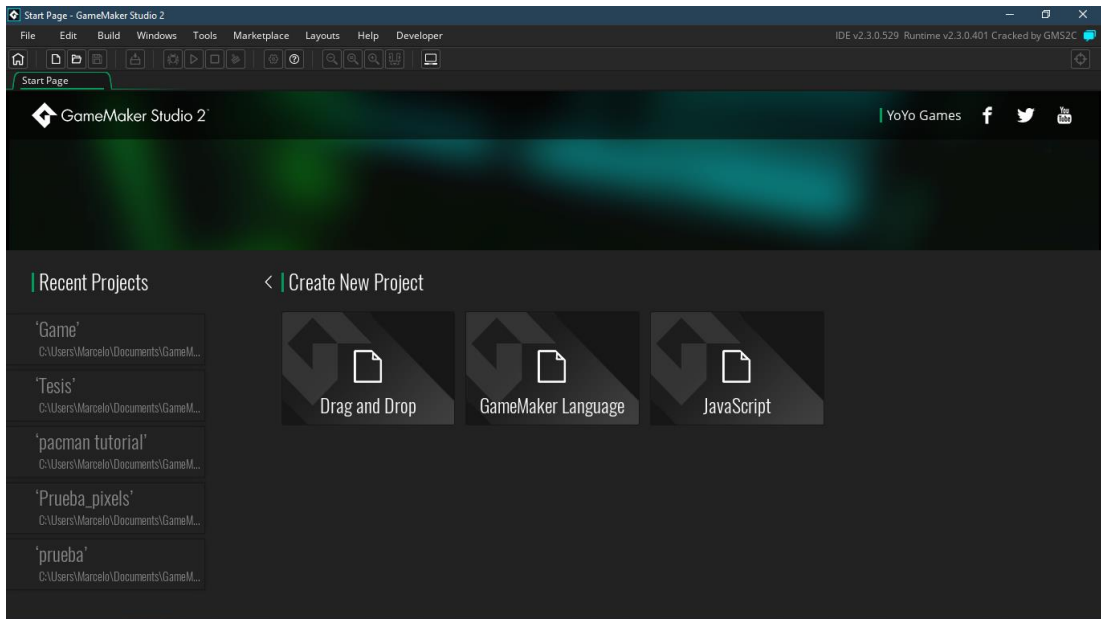 Start Page - GameMaker Studio 2
File Edit Build Windows Tools Marketplace Layouts Help Developer
IDE v2.3.0.529 Runtime v2.3.0.401 Cracked by GMS2C
Start Page
GameMaker Studio 2
YoYo Games
You Tube
Recent Projects
Create New Project
‘Game’
C:\Users\Marcelo\Documents\GameM...
‘Tesis’
C:\Users\Marcelo\Documents\GameM...
‘pacman tutorial’
C:\Users\Marcelo\Documents\GameM...
‘Prueba_pixels’
C:\Users\Marcelo\Documents\GameM...
‘prueba’
C:\Users\Marcelo\Documents\GameM...
Drag and Drop
GameMaker Language
JavaScript